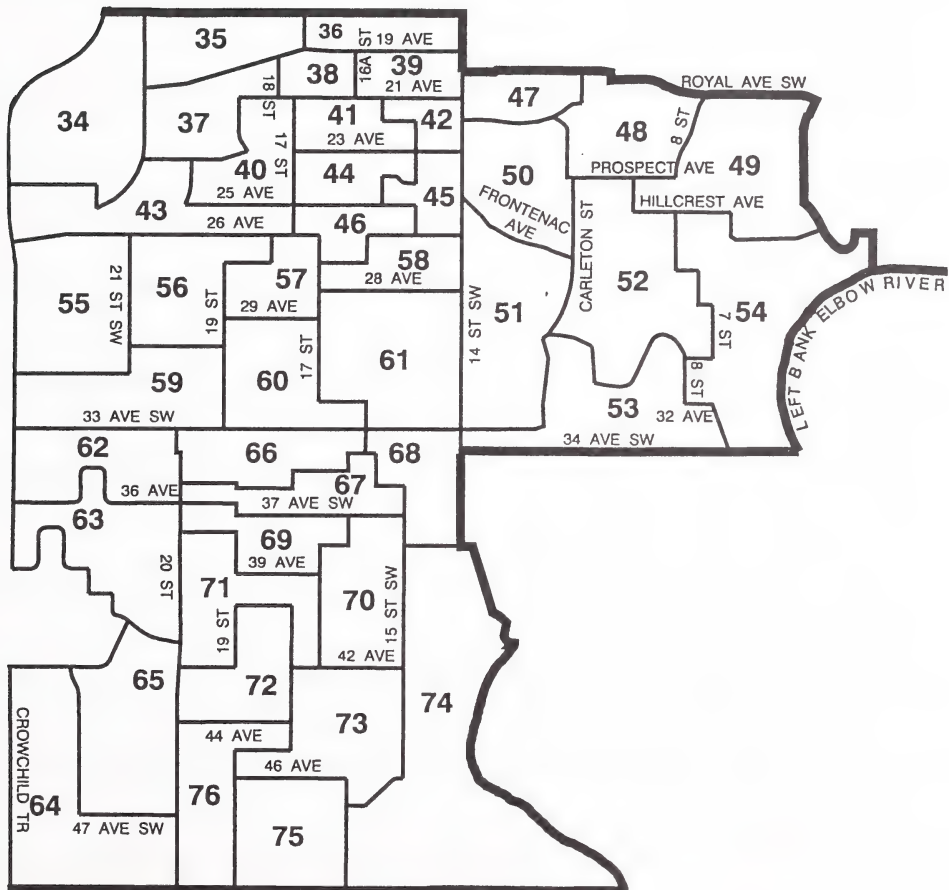 35
36
16A ST
19 AVE
38
39
21 AVE
ROYAL AVE SW
18 ST
34
37
47
41
23 AVE
42
48
8 ST
17 ST
40
25 AVE
44
50
PROSPECT AVE
49
43
45
FRONTENAC AVE
HILLCREST AVE
26 AVE
46
CARLETON ST
55
21 ST SW
56
57
58
28 AVE
52
54
LEFT BANK ELBOW RIVER
19 ST
29 AVE
14 ST SW
51
7 ST
17 ST
59
60
61
8 ST
33 AVE SW
53
32 AVE
34 AVE SW
62
66
68
36 AVE
67
37 AVE SW
63
69
39 AVE
20 ST
71
70
15 ST SW
19 ST
42 AVE
65
72
74
73
CROWCHILD TR
44 AVE
46 AVE
64
76
47 AVE SW
75